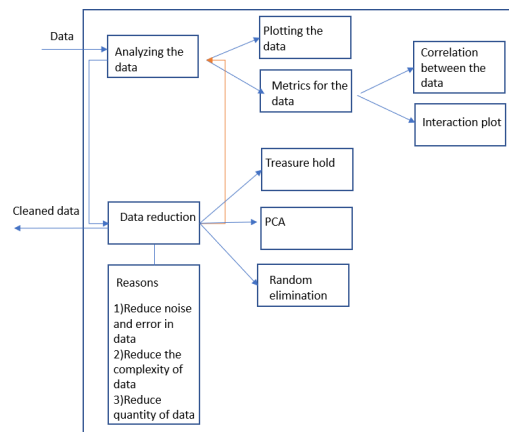 Data
Analyzing the
data
Plotting the
data
Metrics for the
data
Correlation
between the
data
Interaction plot
Treasure hold
Cleaned data
Data reduction
PCA
Random
elimination
Reasons
1)Reduce noise
and error in
data
2)Reduce the
complexity of
data
3)Reduce
quantity of data